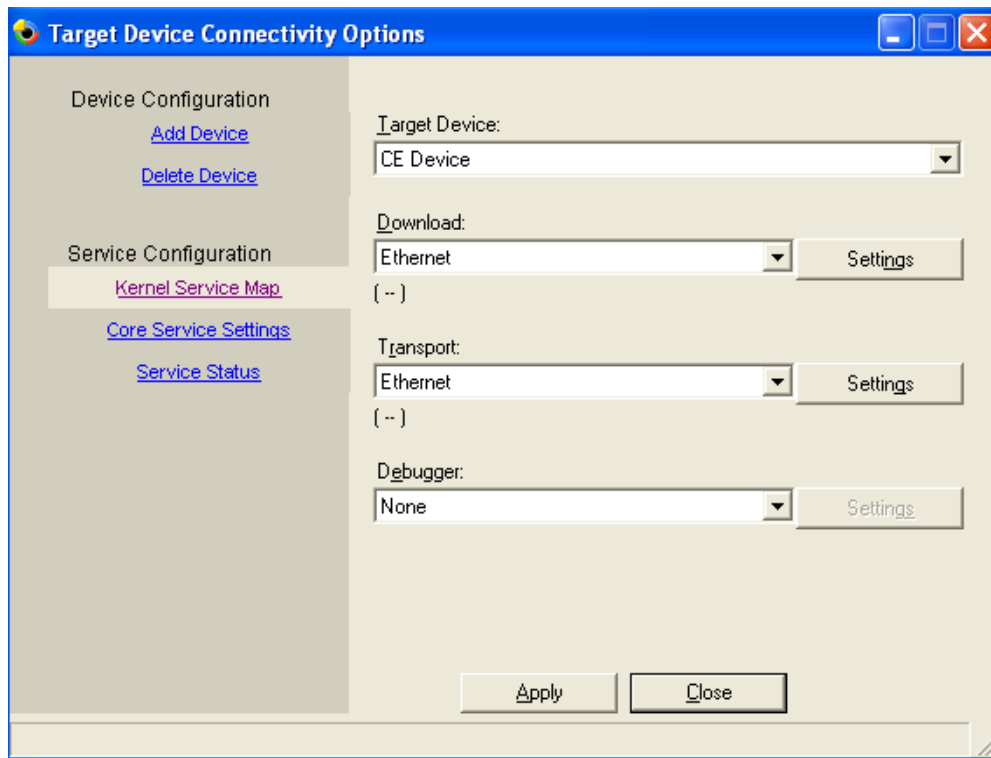 Target Device Connectivity Options
Device Configuration
Add Device
Delete Device
Service Configuration
Kernel Service Map
Core Service Settings
Service Status
Target Device:
CE Device
Download:
Ethernet
Settings
( -- )
Transport:
Ethernet
Settings
( -- )
Debugger:
None
Settings
Apply
Close